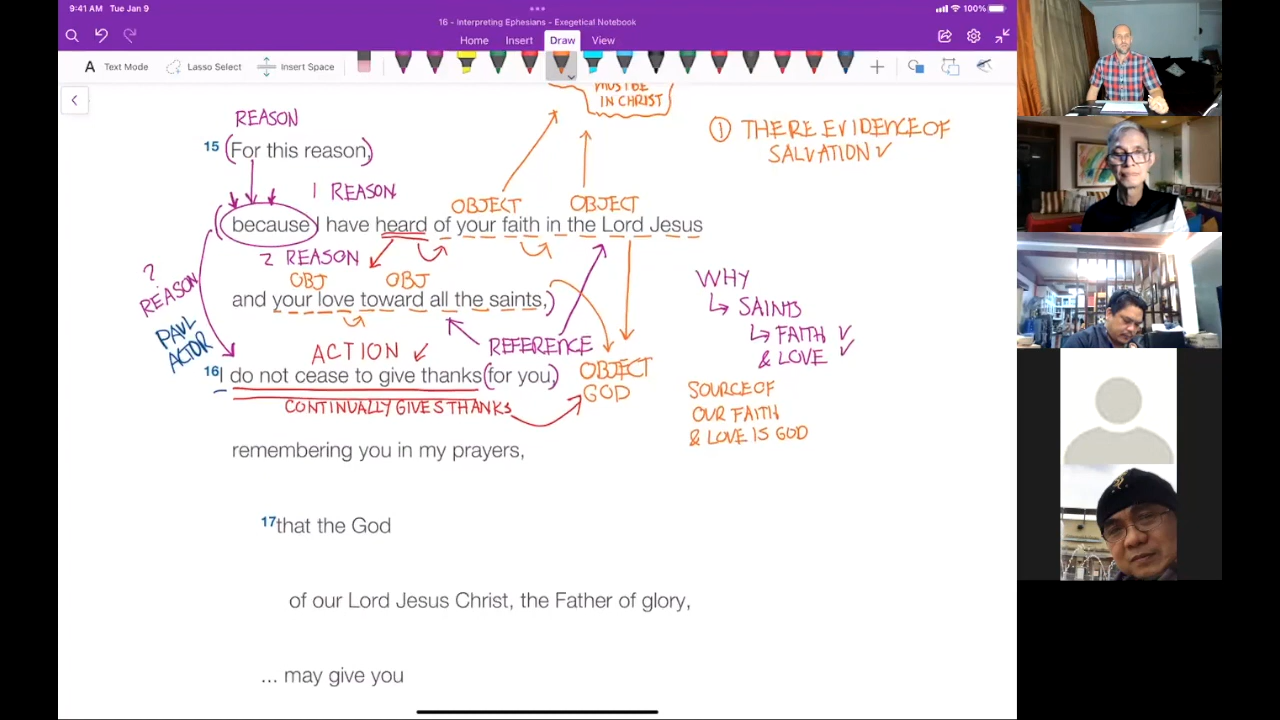 9:41 AM Tue Jan 9
100%
16 - Interpreting Ephesians - Exegetical Notebook
Home Insert Draw View
A Text Mode Lasso Select Insert Space
MUST BE
IN CHRIST
REASON
① THERE EVIDENCE OF
SALVATION ✓
15 (For this reason,)
1 REASON
OBJECT OBJECT
(because I have heard of your faith in the Lord Jesus
2 REASON
OBJ OBJ
and your love toward all the saints,)
WHY
↳ SAINTS
↳ FAITH ✓
& LOVE ✓
?
REASON
PAUL
ACTOR
ACTION
REFERENCE
16 I do not cease to give thanks (for you,)
OBJECT
GOD
CONTINUALLY GIVES THANKS
SOURCE OF
OUR FAITH
& LOVE IS GOD
remembering you in my prayers,
17 that the God
of our Lord Jesus Christ, the Father of glory,
... may give you